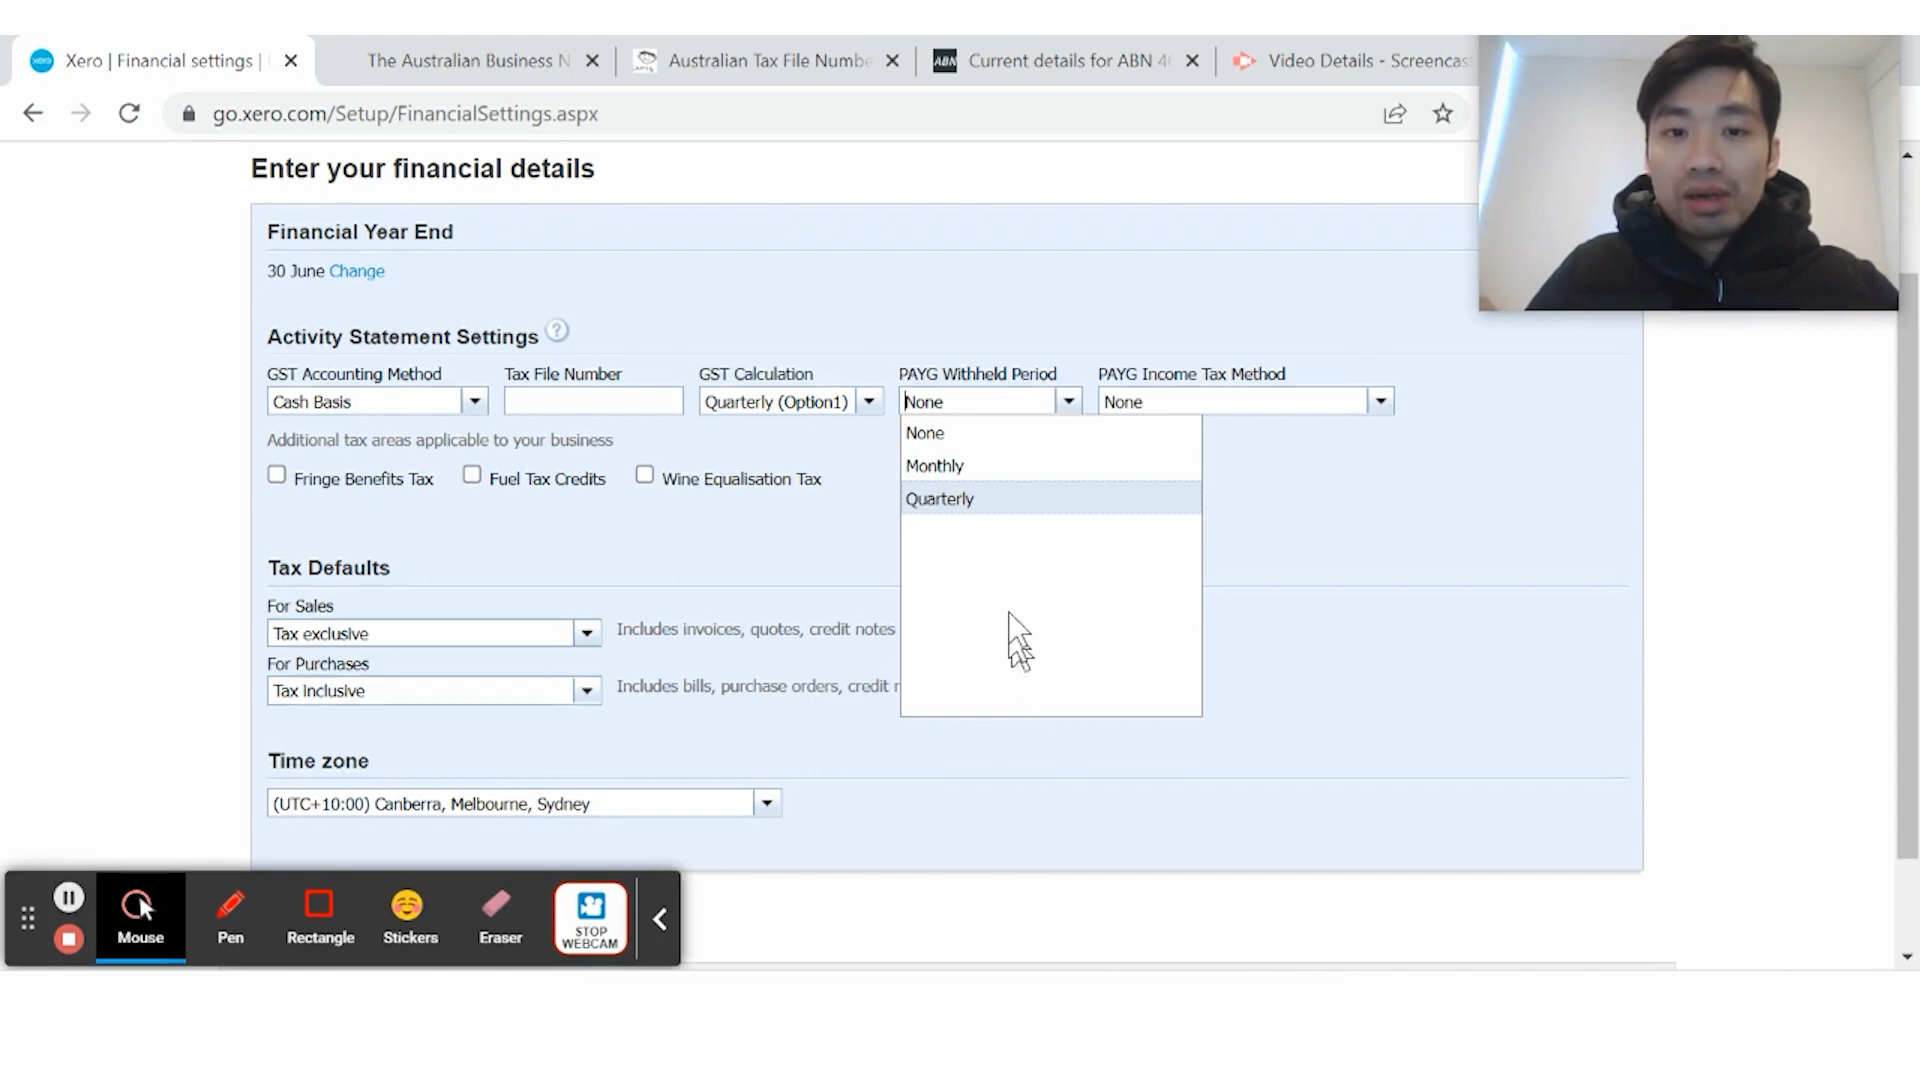 Xero | Financial settings |
The Australian Business N
Australian Tax File Numbe
ABN
Current details for ABN 4
Video Details - Screencas
go.xero.com/Setup/FinancialSettings.aspx
Enter your financial details
Financial Year End
30 June Change
Activity Statement Settings ?
GST Accounting Method
Tax File Number
GST Calculation
PAYG Withheld Period
PAYG Income Tax Method
Cash Basis
Quarterly (Option1)
None
None
Additional tax areas applicable to your business
Fringe Benefits Tax
Fuel Tax Credits
Wine Equalisation Tax
None
Monthly
Quarterly
Tax Defaults
For Sales
Tax exclusive
Includes invoices, quotes, credit notes
For Purchases
Tax inclusive
Includes bills, purchase orders, credit
Time zone
(UTC+10:00) Canberra, Melbourne, Sydney
Mouse
Pen
Rectangle
Stickers
Eraser
STOP
WEBCAM